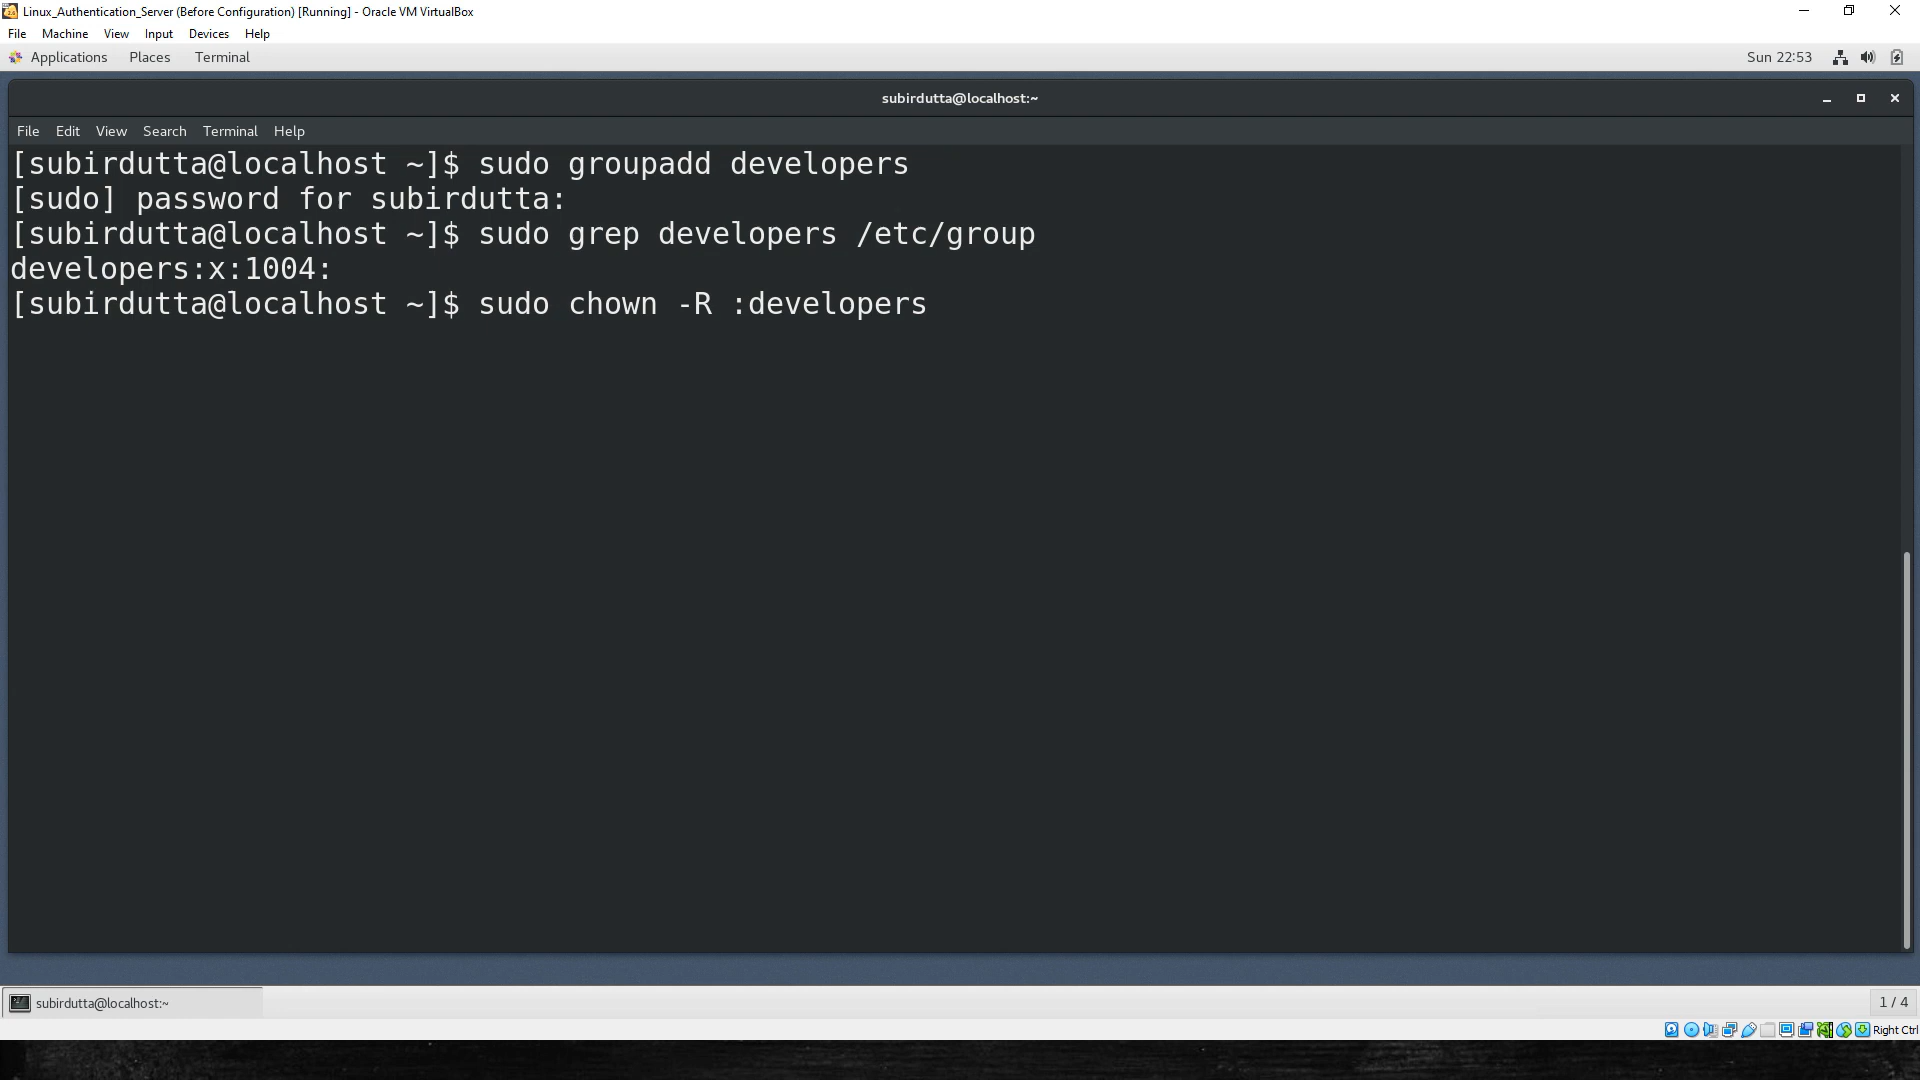 Linux_Authentication_Server (Before Configuration) [Running] - Oracle VM VirtualBox
File Machine View Input Devices Help
Applications Places Terminal Sun 22:53
subirdutta@localhost:~
File Edit View Search Terminal Help
[subirdutta@localhost ~]$ sudo groupadd developers
[sudo] password for subirdutta:
[subirdutta@localhost ~]$ sudo grep developers /etc/group
developers:x:1004:
[subirdutta@localhost ~]$ sudo chown -R :developers
subirdutta@localhost:~ 1 / 4
Right Ctrl